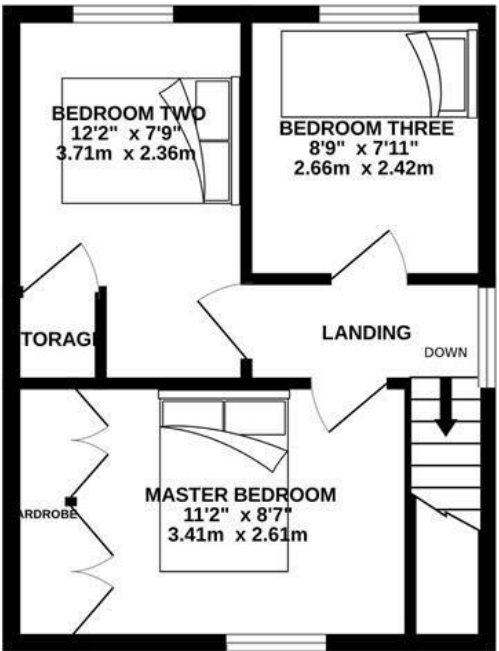 BEDROOM TWO
12'2" x 7'9"
3.71m x 2.36m
BEDROOM THREE
8'9" x 7'11"
2.66m x 2.42m
TORAGE
LANDING
DOWN
MASTER BEDROOM
11'2" x 8'7"
3.41m x 2.61m
ARDROBE